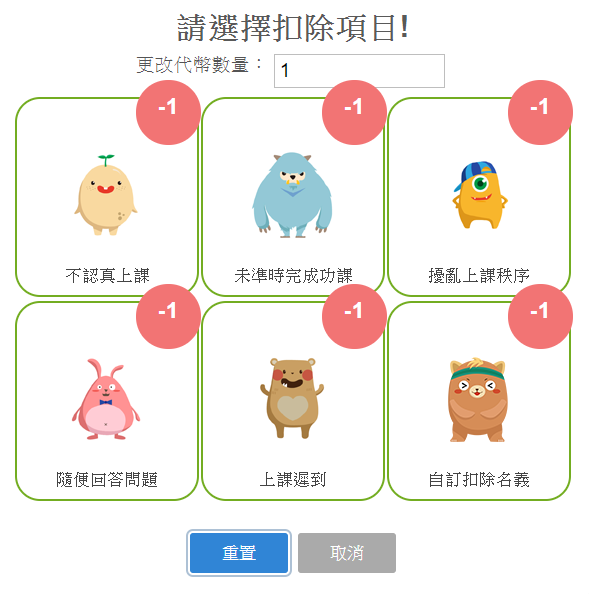 請選擇扣除項目!
更改代幣數量： 1
-1 -1 -1
不認真上課 未準時完成功課 擾亂上課秩序
-1 -1 -1
隨便回答問題 上課遲到 自訂扣除名義
重置 取消